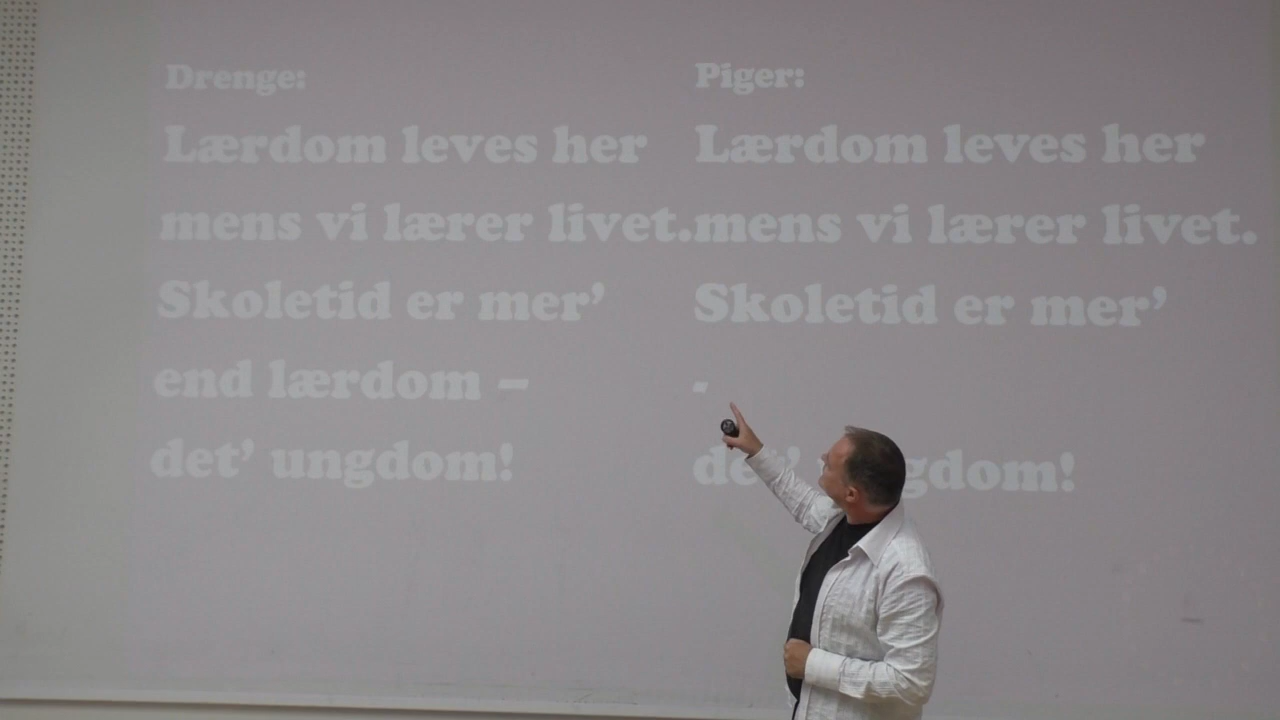 Drenge:
Lærdom leves her
mens vi lærer livet.
Skoletid er mer’
end lærdom –
det’ ungdom!
Piger:
Lærdom leves her
mens vi lærer livet.
Skoletid er mer’
-
det’ ungdom!